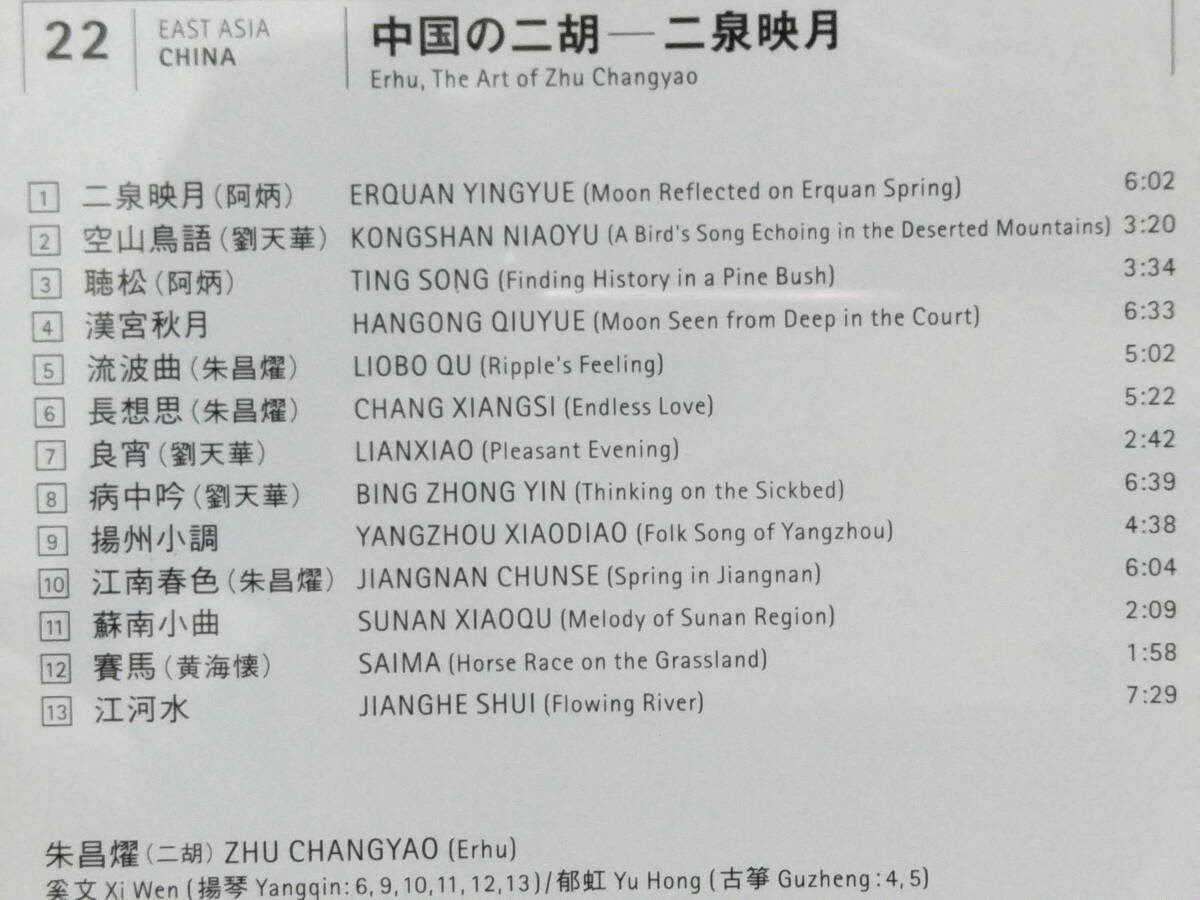 22 EAST ASIA CHINA 中国の二胡―二泉映月
Erhu, The Art of Zhu Changyao
1 二泉映月(阿炳) ERQUAN YINGYUE (Moon Reflected on Erquan Spring) 6:02
2 空山鳥語(劉天華) KONGSHAN NIAOYU (A Bird's Song Echoing in the Deserted Mountains) 3:20
3 聴松(阿炳) TING SONG (Finding History in a Pine Bush) 3:34
4 漢宮秋月 HANGONG QIUYUE (Moon Seen from Deep in the Court) 6:33
5 流波曲(朱昌燿) LIOBO QU (Ripple's Feeling) 5:02
6 長想思(朱昌燿) CHANG XIANGSI (Endless Love) 5:22
7 良宵(劉天華) LIANXIAO (Pleasant Evening) 2:42
8 病中吟(劉天華) BING ZHONG YIN (Thinking on the Sickbed) 6:39
9 揚州小調 YANGZHOU XIAODIAO (Folk Song of Yangzhou) 4:38
10 江南春色(朱昌燿) JIANGNAN CHUNSE (Spring in Jiangnan) 6:04
11 蘇南小曲 SUNAN XIAOQU (Melody of Sunan Region) 2:09
12 賽馬(黄海懐) SAIMA (Horse Race on the Grassland) 1:58
13 江河水 JIANGHE SHUI (Flowing River) 7:29
朱昌燿(二胡) ZHU CHANGYAO (Erhu)
奚文 Xi Wen (揚琴 Yangqin: 6, 9, 10, 11, 12, 13)/郁虹 Yu Hong (古箏 Guzheng: 4, 5)